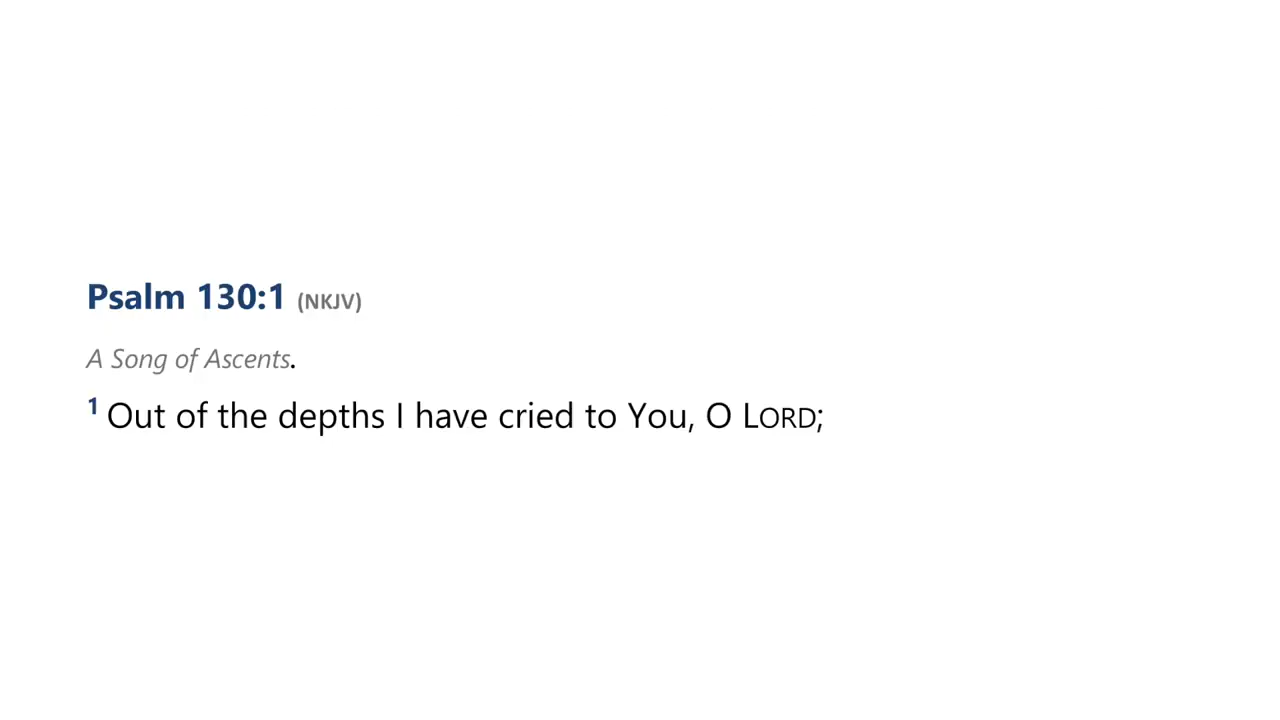 Psalm 130:1 (NKJV)
A Song of Ascents.
1 Out of the depths I have cried to You, O LORD;